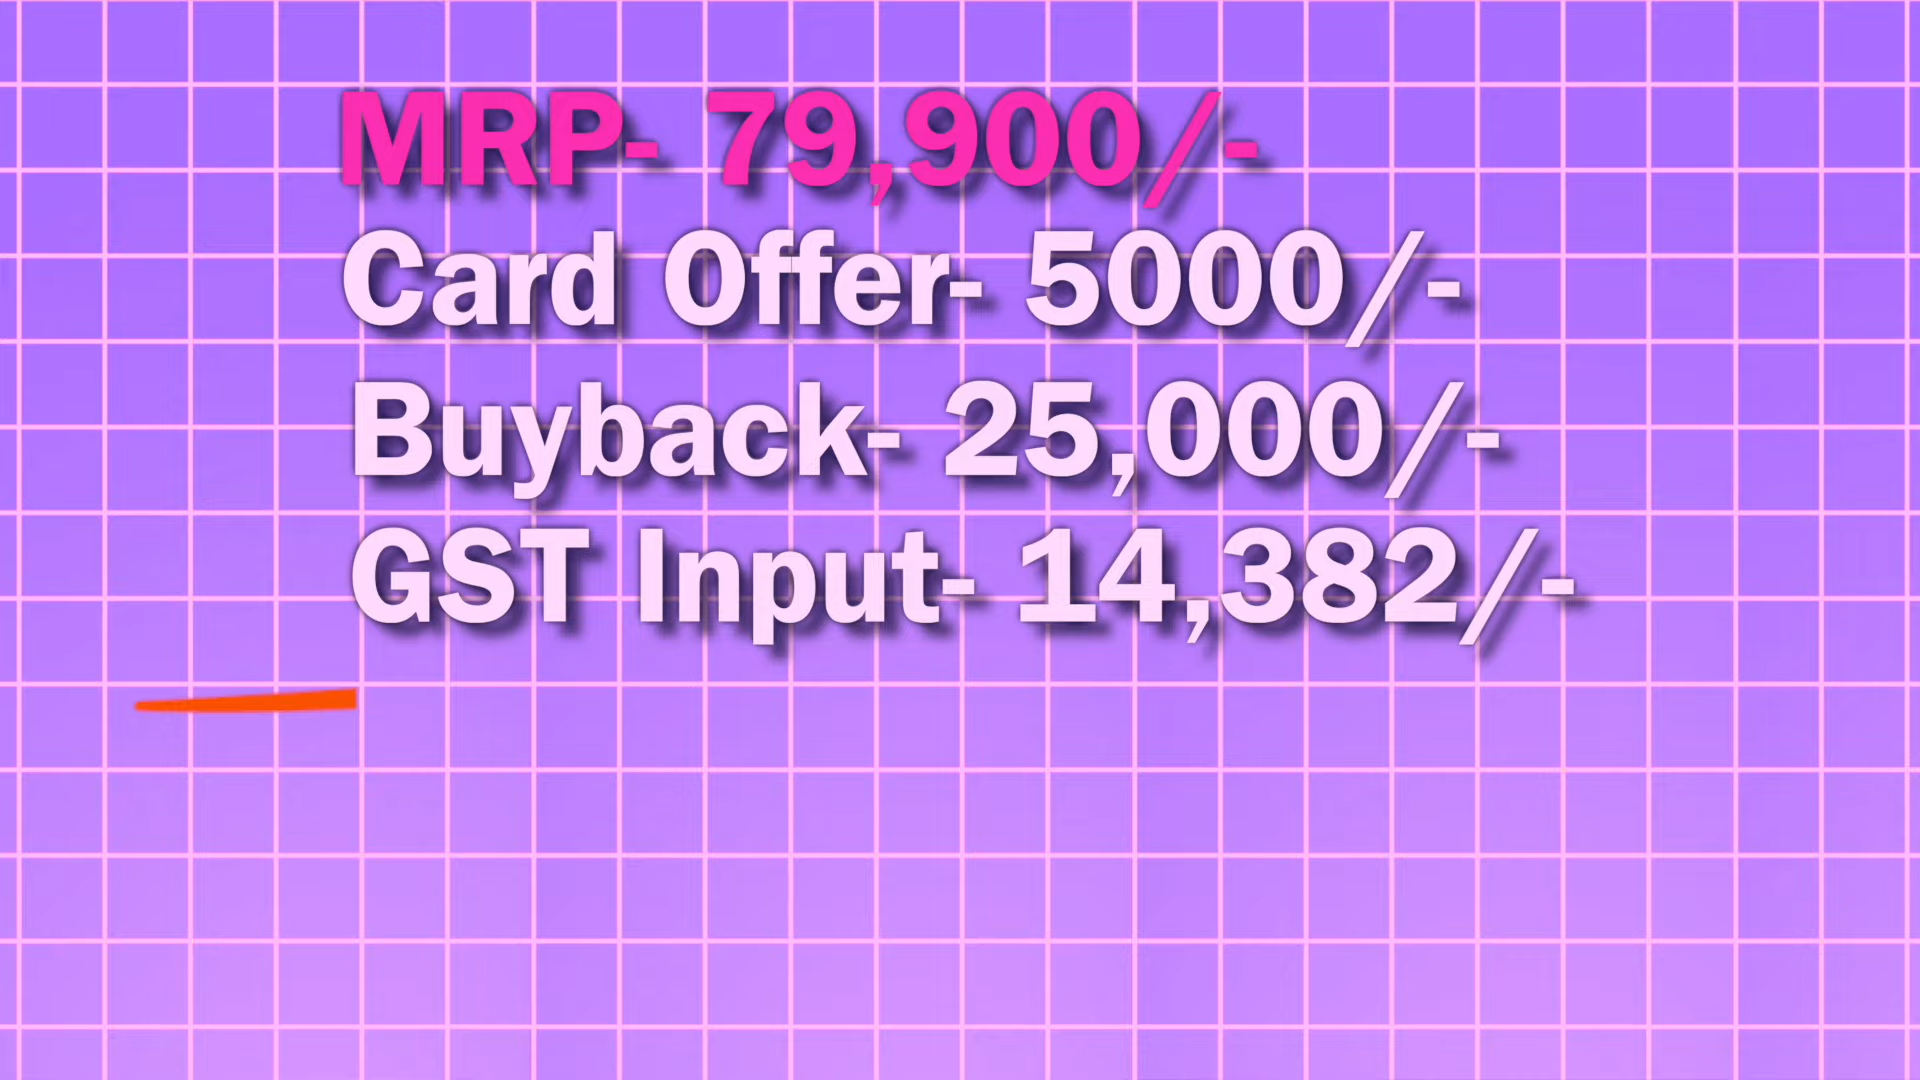 MRP- 79,900/-
Card Offer- 5000/-
Buyback- 25,000/-
GST Input- 14,382/-